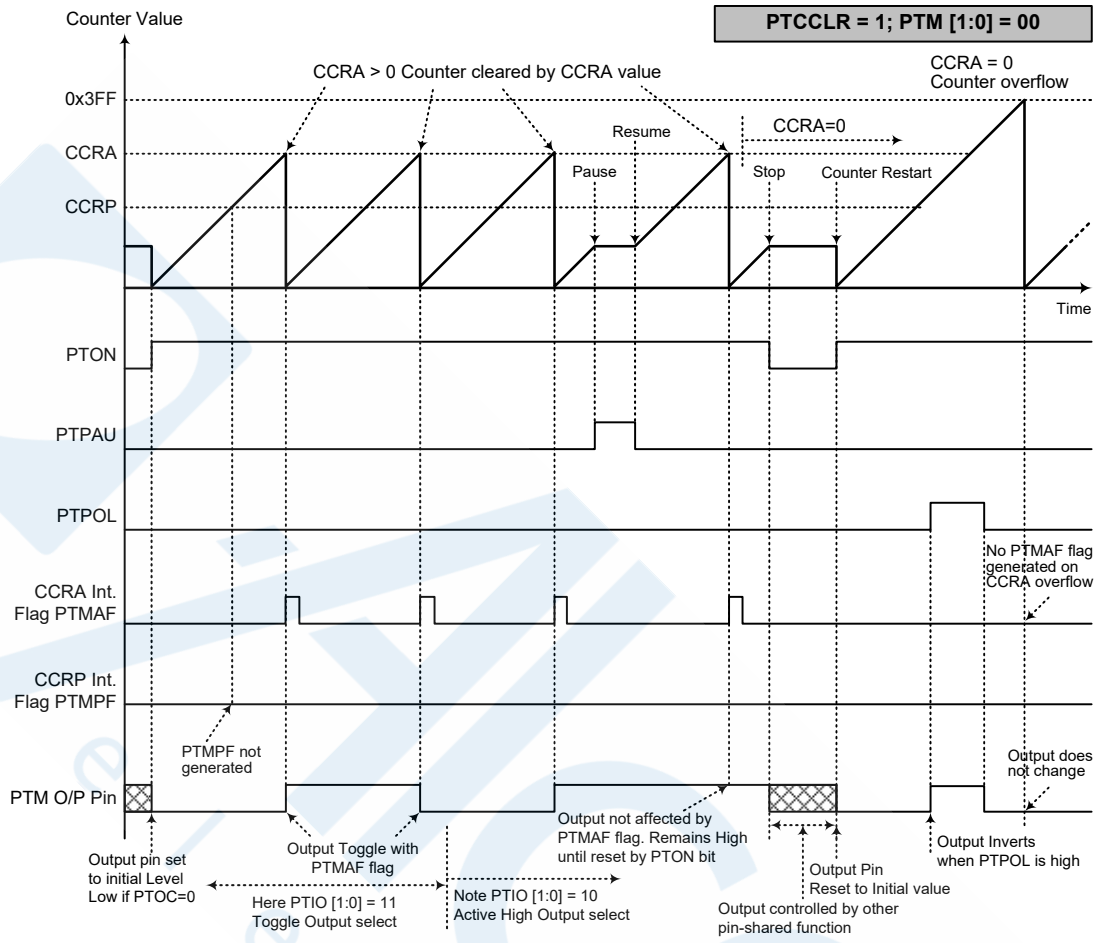 Counter Value
PTCCLR = 1; PTM [1:0] = 00
CCRA > 0 Counter cleared by CCRA value
CCRA = 0
Counter overflow
0x3FF
CCRA=0
Resume
CCRA
Pause
Stop
Counter Restart
CCRP
Time
PTON
PTPAU
PTPOL
No PTMAF flag
generated on
CCRA overflow
CCRA Int.
Flag PTMAF
CCRP Int.
Flag PTMPF
PTMPF not
generated
Output does
not change
PTM O/P Pin
Output not affected by
PTMAF flag. Remains High
until reset by PTON bit
Output Toggle with
PTMAF flag
Output Inverts
when PTPOL is high
Output pin set
to initial Level
Low if PTOC=0
Output Pin
Reset to Initial value
Here PTIO [1:0] = 11
Toggle Output select
Note PTIO [1:0] = 10
Active High Output select
Output controlled by other
pin-shared function